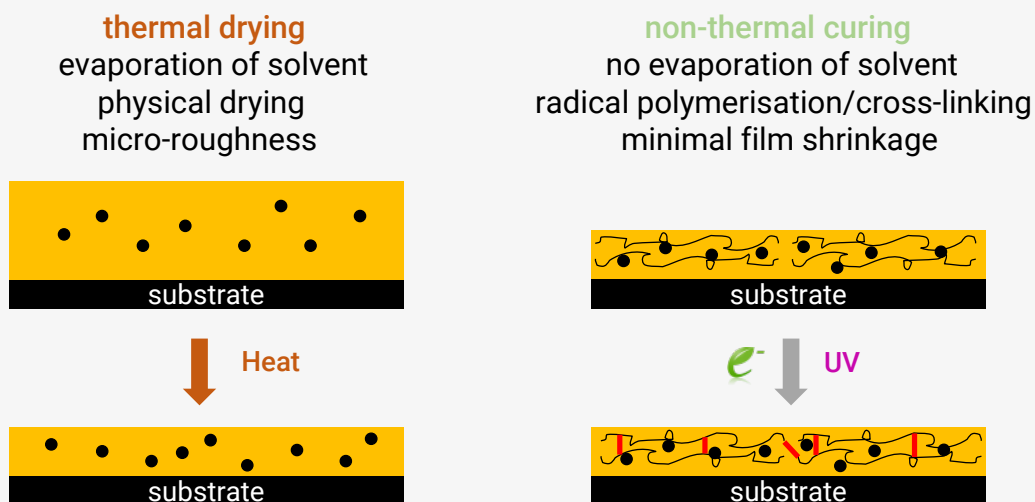 thermal drying
evaporation of solvent
physical drying
micro-roughness
substrate
Heat
substrate
non-thermal curing
no evaporation of solvent
radical polymerisation/cross-linking
minimal film shrinkage
substrate
e-
UV
substrate